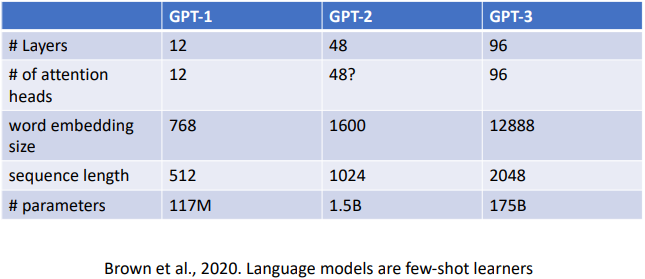 GPT-1 GPT-2 GPT-3
# Layers 12 48 96
# of attention 12 48? 96
heads
word embedding 768 1600 12888
size
sequence length 512 1024 2048
# parameters 117M 1.5B 175B
Brown et al., 2020. Language models are few-shot learners